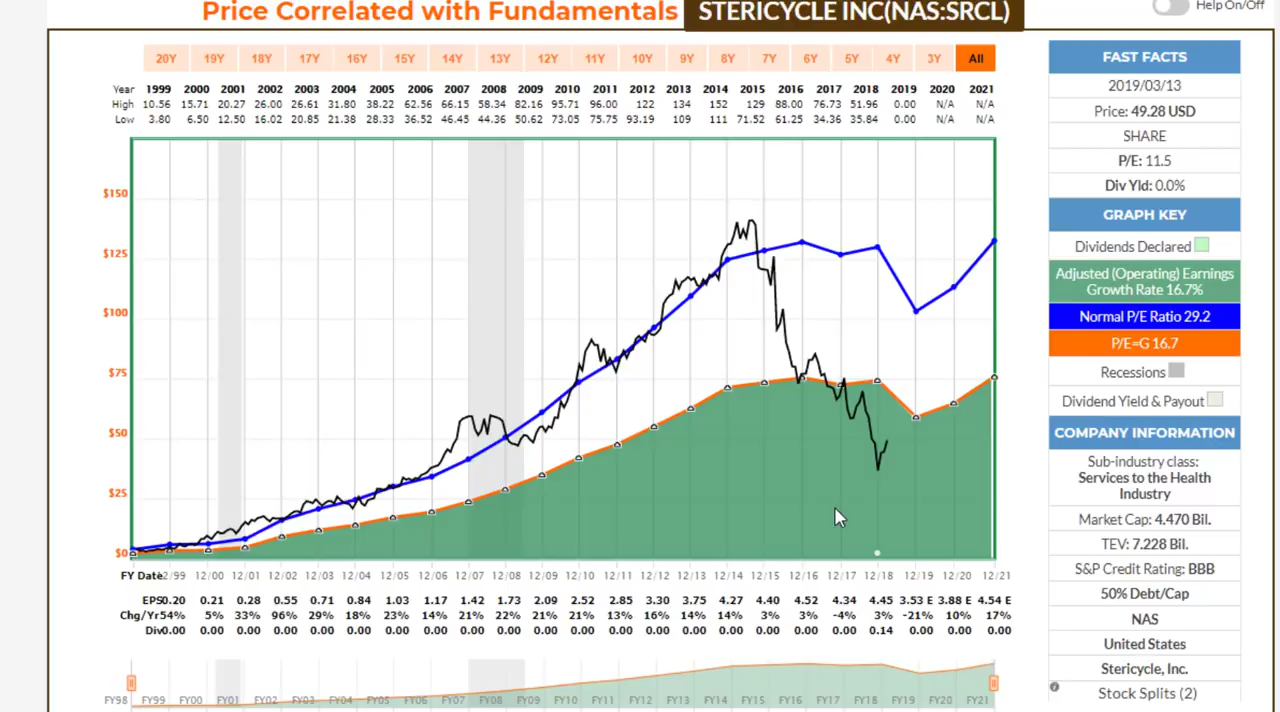 Price Correlated with Fundamentals STERICYCLE INC(NAS:SRCL) Help On/Off
20Y 19Y 18Y 17Y 16Y 15Y 14Y 13Y 12Y 11Y 10Y 9Y 8Y 7Y 6Y 5Y 4Y 3Y All
Year 1999 2000 2001 2002 2003 2004 2005 2006 2007 2008 2009 2010 2011 2012 2013 2014 2015 2016 2017 2018 2019 2020 2021
High 10.56 15.71 20.27 26.00 26.61 31.80 38.22 62.56 66.15 58.34 82.16 95.71 96.00 122 134 152 129 88.00 76.73 51.96 0.00 N/A N/A
Low 3.80 6.50 12.50 16.02 20.85 21.38 28.33 36.52 46.45 44.36 50.62 73.05 75.75 93.19 109 111 71.52 61.25 34.36 35.84 0.00 N/A N/A
$150
$125
$100
$75
$50
$25
$0
FY Date 12/99 12/00 12/01 12/02 12/03 12/04 12/05 12/06 12/07 12/08 12/09 12/10 12/11 12/12 12/13 12/14 12/15 12/16 12/17 12/18 12/19 12/20 12/21
EPS 0.20 0.21 0.28 0.55 0.71 0.84 1.03 1.17 1.42 1.73 2.09 2.52 2.85 3.30 3.75 4.27 4.40 4.52 4.34 4.45 3.53 E 3.88 E 4.54 E
Chg/Yr 54% 5% 33% 96% 29% 18% 23% 14% 21% 22% 21% 21% 13% 16% 14% 14% 3% 3% -4% 3% -21% 10% 17%
Div 0.00 0.00 0.00 0.00 0.00 0.00 0.00 0.00 0.00 0.00 0.00 0.00 0.00 0.00 0.00 0.00 0.00 0.00 0.00 0.14 0.00 0.00 0.00
FY98 FY99 FY00 FY01 FY02 FY03 FY04 FY05 FY06 FY07 FY08 FY09 FY10 FY11 FY12 FY13 FY14 FY15 FY16 FY17 FY18 FY19 FY20 FY21
FAST FACTS
2019/03/13
Price: 49.28 USD
SHARE
P/E: 11.5
Div Yld: 0.0%
GRAPH KEY
Dividends Declared
Adjusted (Operating) Earnings
Growth Rate 16.7%
Normal P/E Ratio 29.2
P/E=G 16.7
Recessions
Dividend Yield & Payout
COMPANY INFORMATION
Sub-industry class:
Services to the Health
Industry
Market Cap: 4.470 Bil.
TEV: 7.228 Bil.
S&P Credit Rating: BBB
50% Debt/Cap
NAS
United States
Stericycle, Inc.
Stock Splits (2)